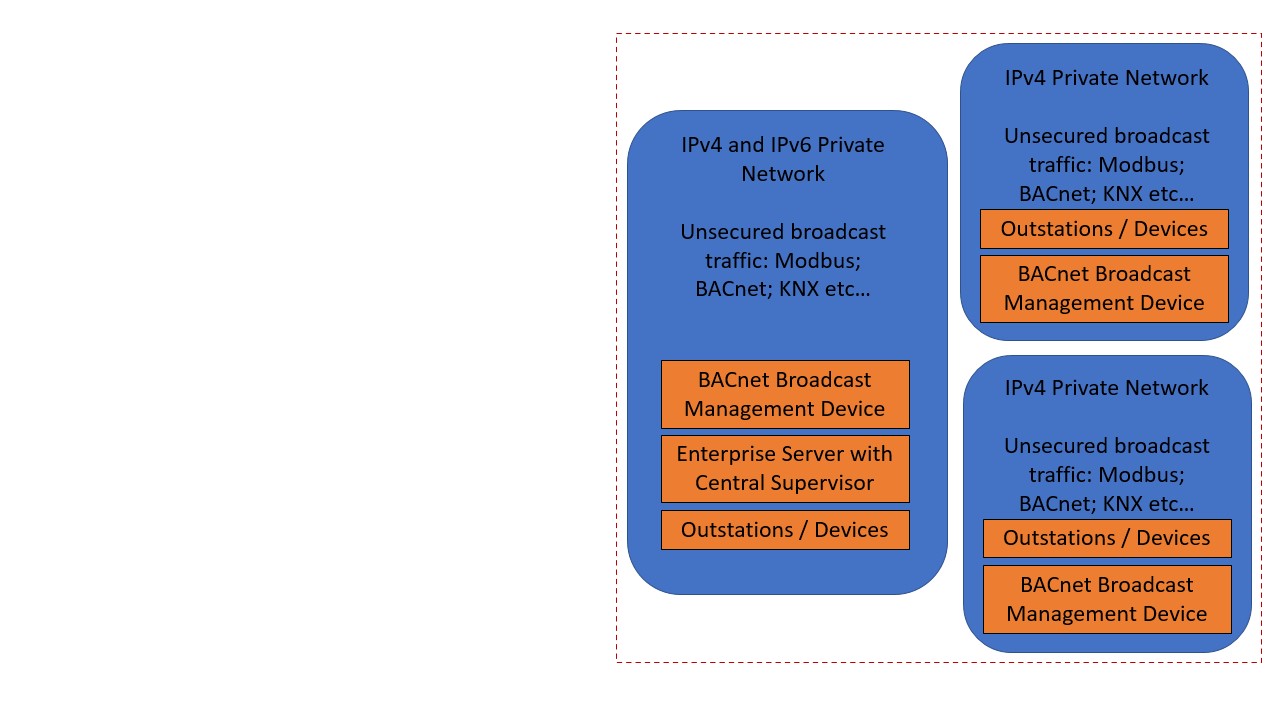 IPv4 and IPv6 Private
Network
Unsecured broadcast
traffic: Modbus;
BACnet; KNX etc…
BACnet Broadcast
Management Device
Enterprise Server with
Central Supervisor
Outstations / Devices
IPv4 Private Network
Unsecured broadcast
traffic: Modbus;
BACnet; KNX etc…
Outstations / Devices
BACnet Broadcast
Management Device
IPv4 Private Network
Unsecured broadcast
traffic: Modbus;
BACnet; KNX etc…
Outstations / Devices
BACnet Broadcast
Management Device